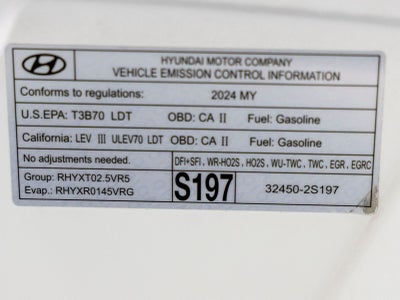 HYUNDAI MOTOR COMPANY
VEHICLE EMISSION CONTROL INFORMATION
Conforms to regulations: 2024 MY
U.S.EPA: T3B70 LDT OBD: CA II Fuel: Gasoline
California: LEV III ULEV70 LDT OBD: CA II Fuel: Gasoline
No adjustments needed. DFI+SFI, WR-HO2S, HO2S, WU-TWC, TWC, EGR, EGRC
Group: RHYXT02.5VR5
Evap.: RHYXR0145VRG
S197
32450-2S197